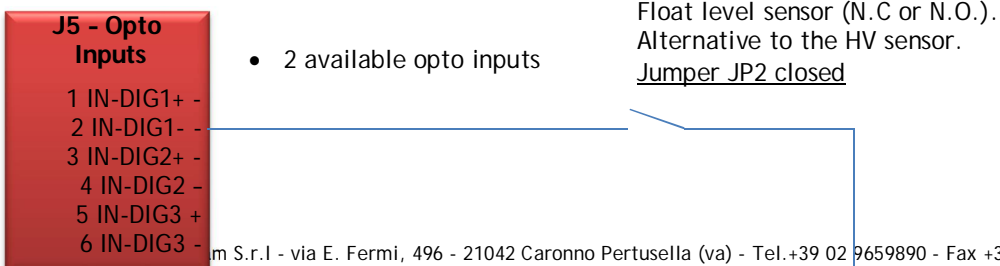 J5 – Opto
Inputs
1 IN-DIG1+ -
2 IN-DIG1- -
3 IN-DIG2+ -
4 IN-DIG2 –
5 IN-DIG3 +
6 IN-DIG3 -
• 2 available opto inputs
Float level sensor (N.C or N.O.).
Alternative to the HV sensor.
Jumper JP2 closed
S.r.l - via E. Fermi, 496 - 21042 Caronno Pertusella (va) - Tel.+39 02 9659890 - Fax